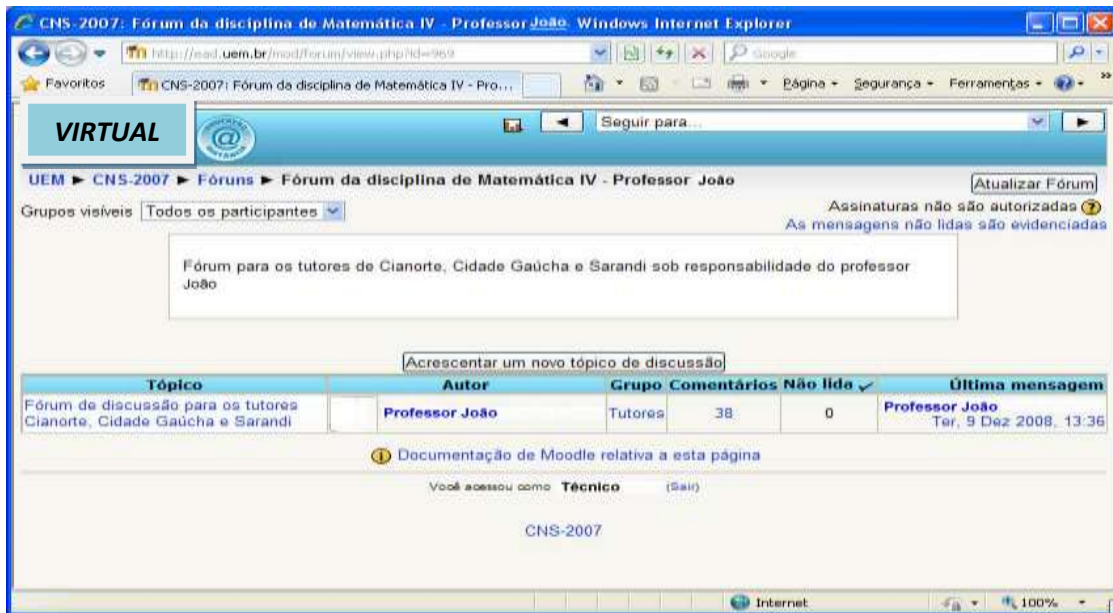 CNS-2007: Fórum da disciplina de Matemática IV - Professor João. Windows Internet Explorer
http://ead.uem.br/mod/forum/view.php?id=969
Google
Favoritos
CNS-2007: Fórum da disciplina de Matemática IV - Pro...
Página
Segurança
Ferramentas
VIRTUAL
@
Seguir para...
UEM ► CNS-2007 ► Fóruns ► Fórum da disciplina de Matemática IV - Professor João
Atualizar Fórum
Grupos visíveis Todos os participantes
Assinaturas não são autorizadas ?
As mensagens não lidas são evidenciadas
Fórum para os tutores de Cianorte, Cidade Gaúcha e Sarandi sob responsabilidade do professor
João
Acrescentar um novo tópico de discussão
Tópico Autor Grupo Comentários Não lida ✓ Última mensagem
Fórum de discussão para os tutores
Cianorte, Cidade Gaúcha e Sarandi
Professor João
Tutores
38
0
Professor João
Ter, 9 Dez 2008, 13:36
Documentação de Moodle relativa a esta página
Você acessou como Técnico (Sair)
CNS-2007
Internet
100%